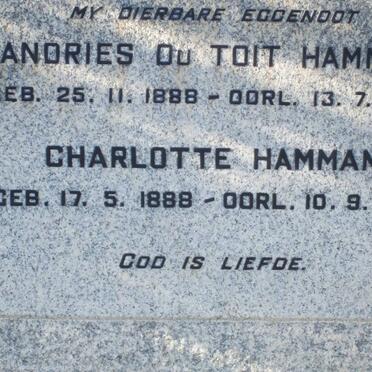 MY DIERBARE EGGENOOT
ANDRIES DU TOIT HAM
GEB. 25. 11. 1888 - OORL. 13. 7.
CHARLOTTE HAMMAN
GEB. 17. 5. 1888 - OORL. 10. 9.
GOD IS LIEFDE.